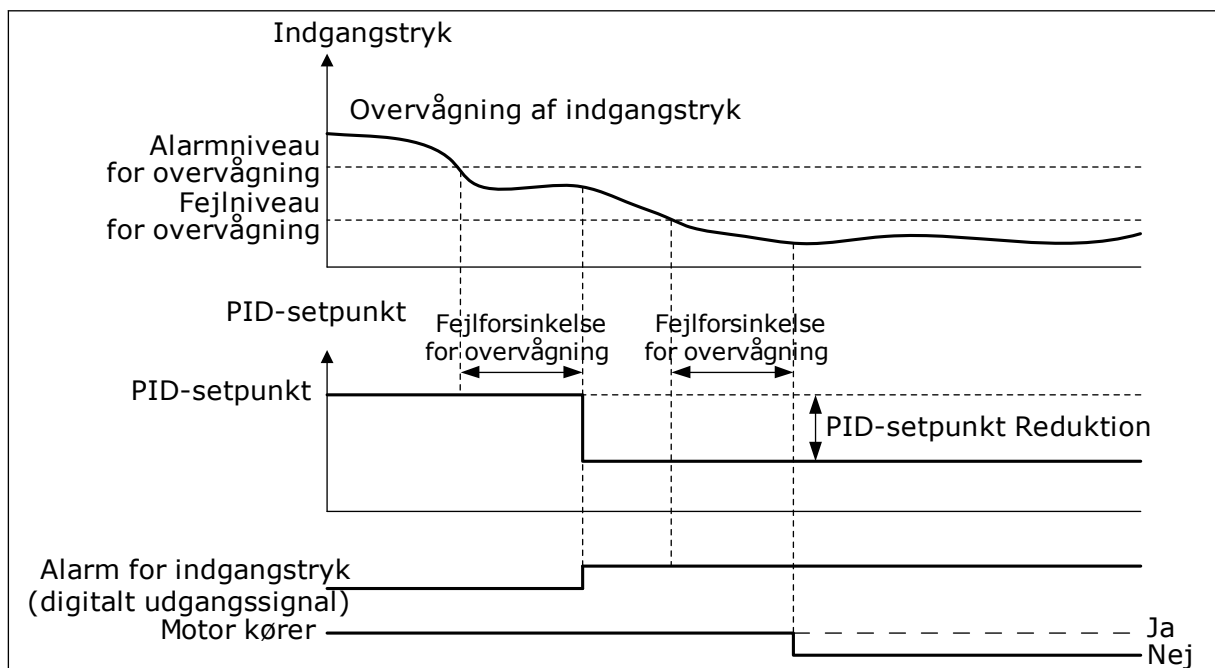 Indgangstryk
Overvågning af indgangstryk
Alarmniveau
for overvågning
Fejlniveau
for overvågning
PID-setpunkt
Fejlforsinkelse
for overvågning
Fejlforsinkelse
for overvågning
PID-setpunkt
PID-setpunkt Reduktion
Alarm for indgangstryk
(digitalt udgangssignal)
Motor kører
Ja
Nej